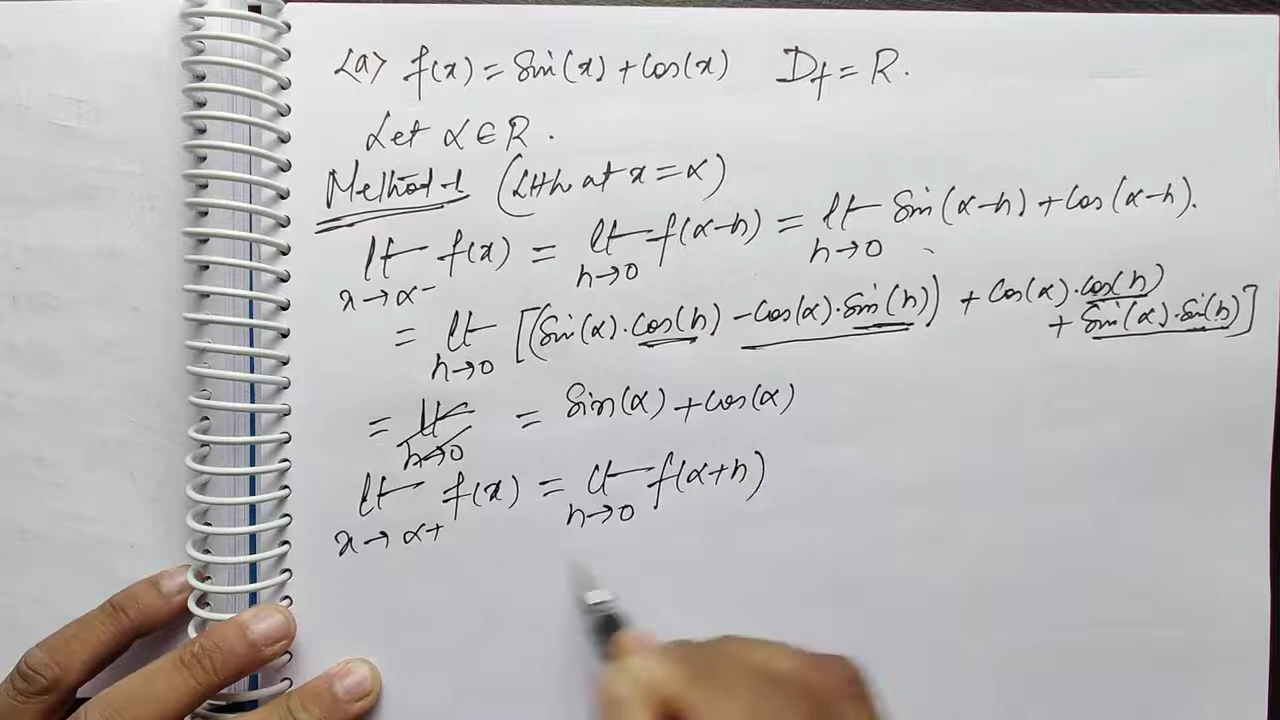 <a> f(x) = Sin(x) + Cos(x) Df = R.
Let α ∈ R.
Method-1 (LHL at x = α)
lt x→α- f(x) = lt h→0 f(α-h) = lt h→0 Sin(α-h) + Cos(α-h).
= lt h→0 [(Sin(α).Cos(h) - Cos(α).Sin(h)) + Cos(α).Cos(h)
+ Sin(α).Sin(h)]
= lt h→0 = Sin(α) + Cos(α)
lt x→α+ f(x) = lt h→0 f(α+h)